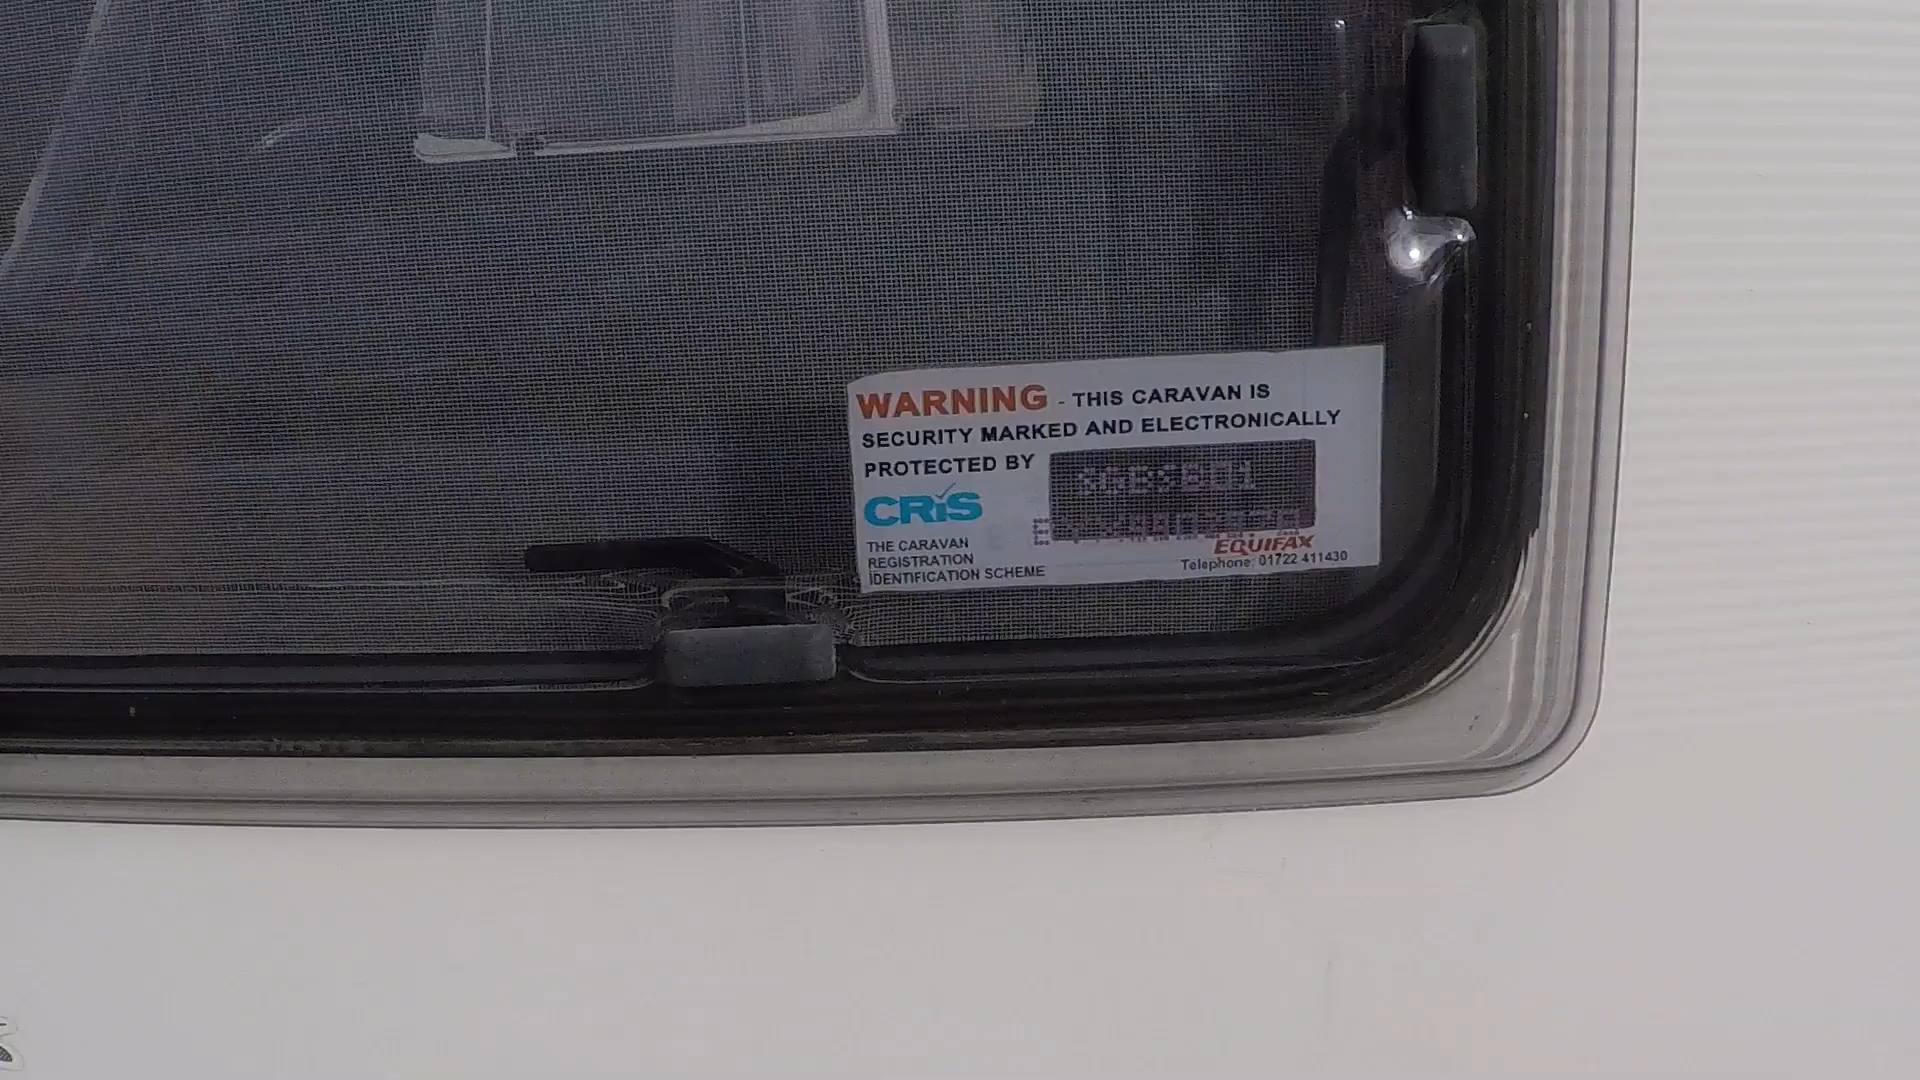 WARNING - THIS CARAVAN IS
SECURITY MARKED AND ELECTRONICALLY
PROTECTED BY
CRiS
THE CARAVAN
REGISTRATION
IDENTIFICATION SCHEME
EQUIFAX
Telephone: 01722 411430